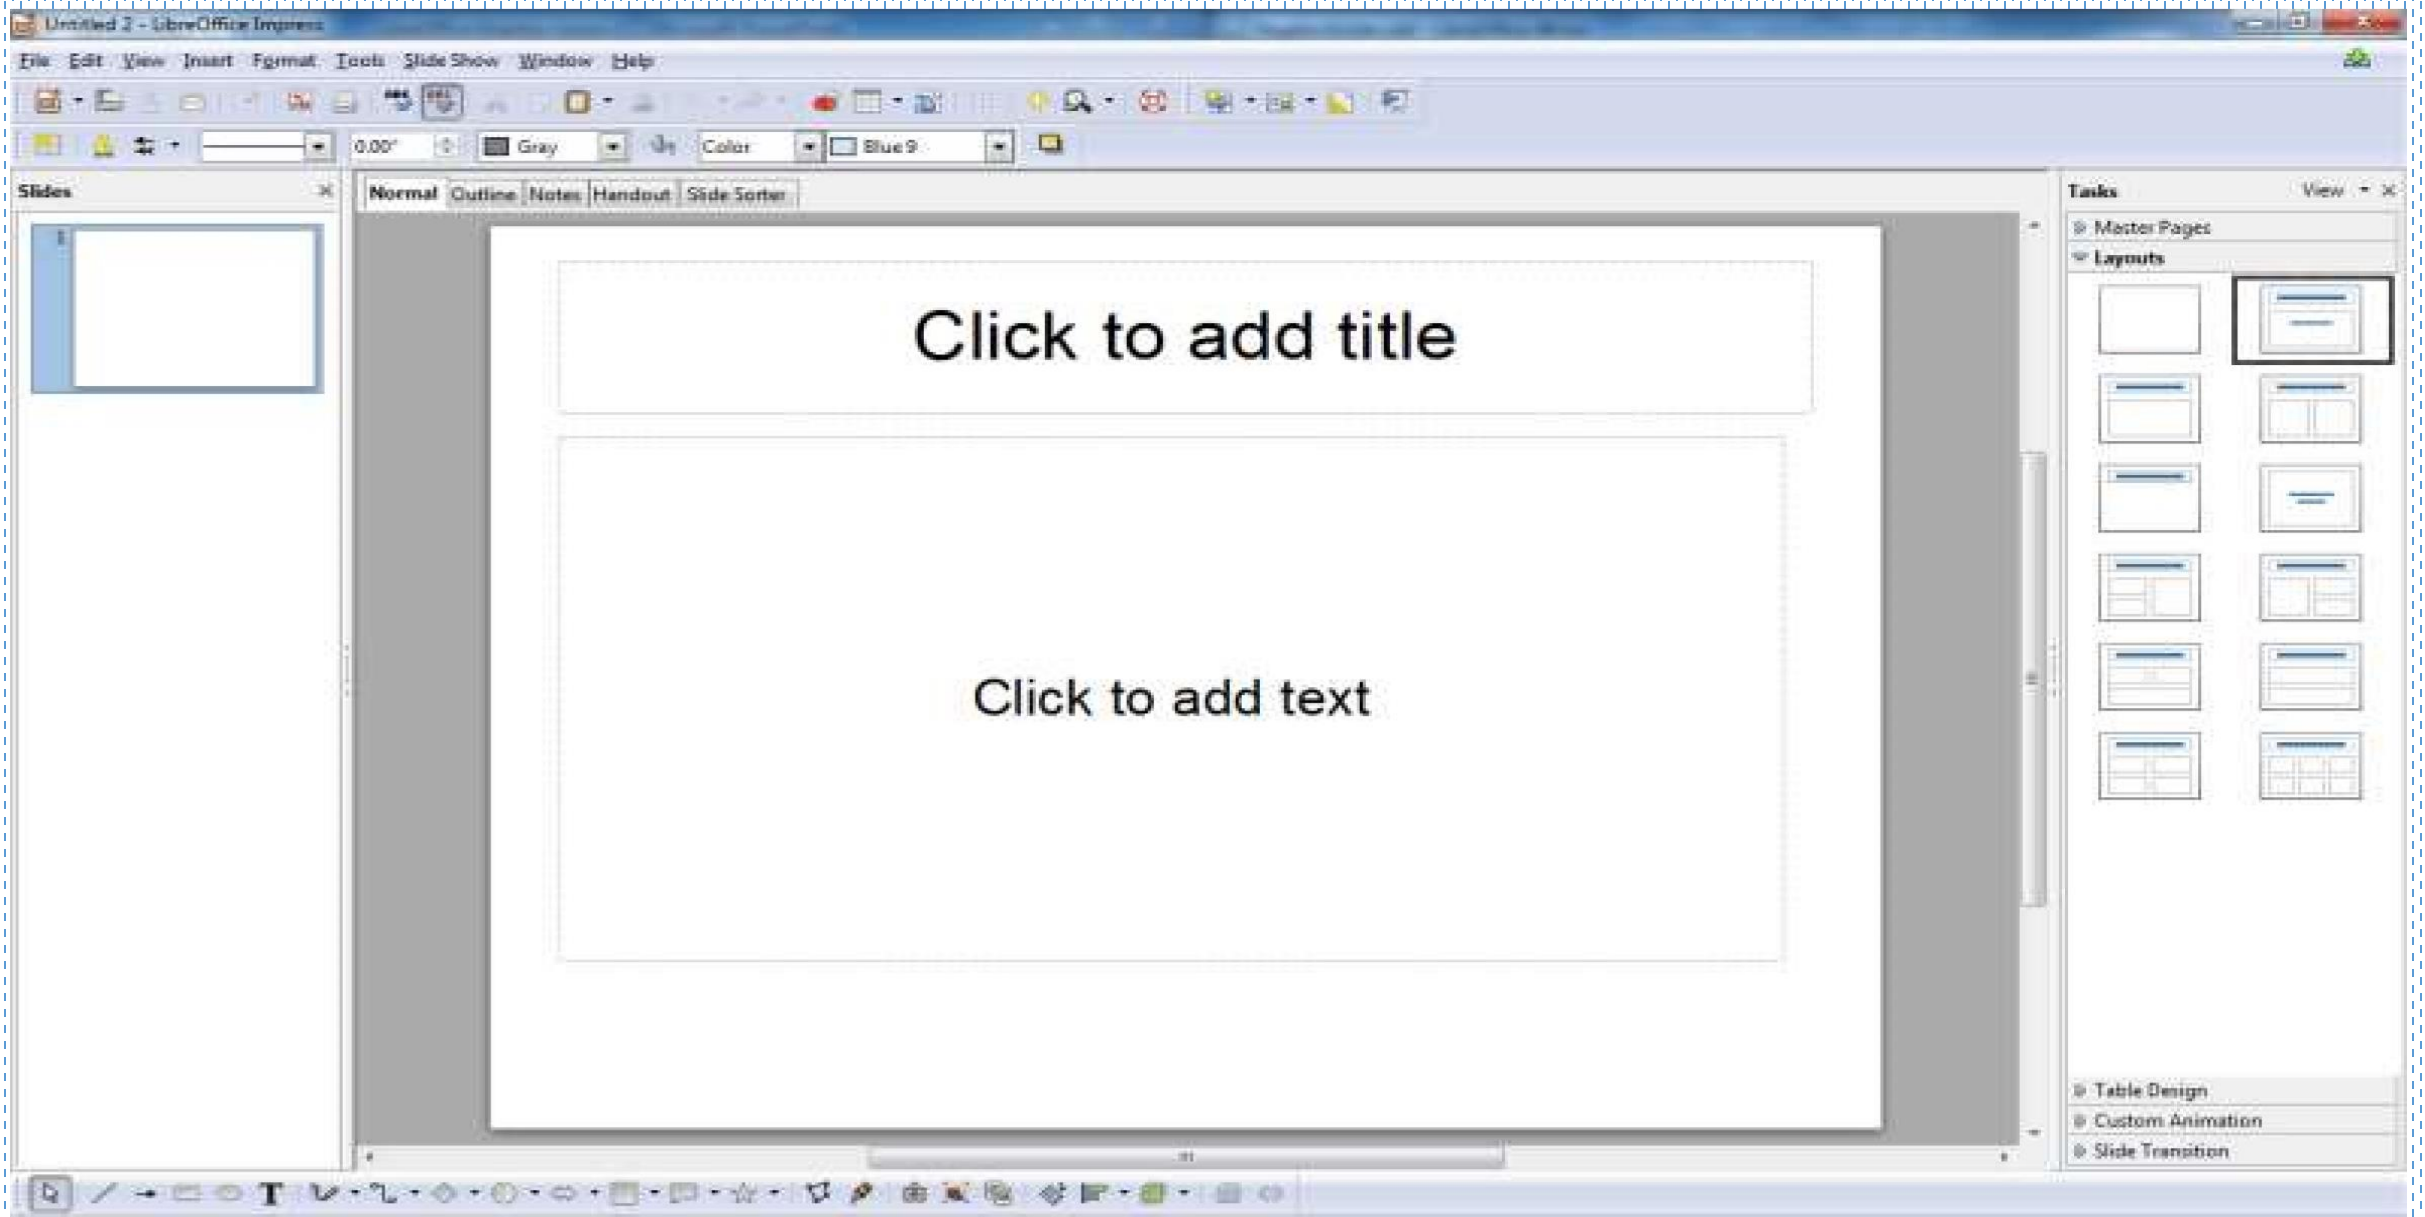 Untitled 2 - LibreOffice Impress
File Edit View Insert Format Tools Slide Show Window Help
0.00" Gray Color Blue 9
Slides
Normal Outline Notes Handout Slide Sorter
Tasks View
Master Pages
Layouts
1
Click to add title
Click to add text
Table Design
Custom Animation
Slide Transition